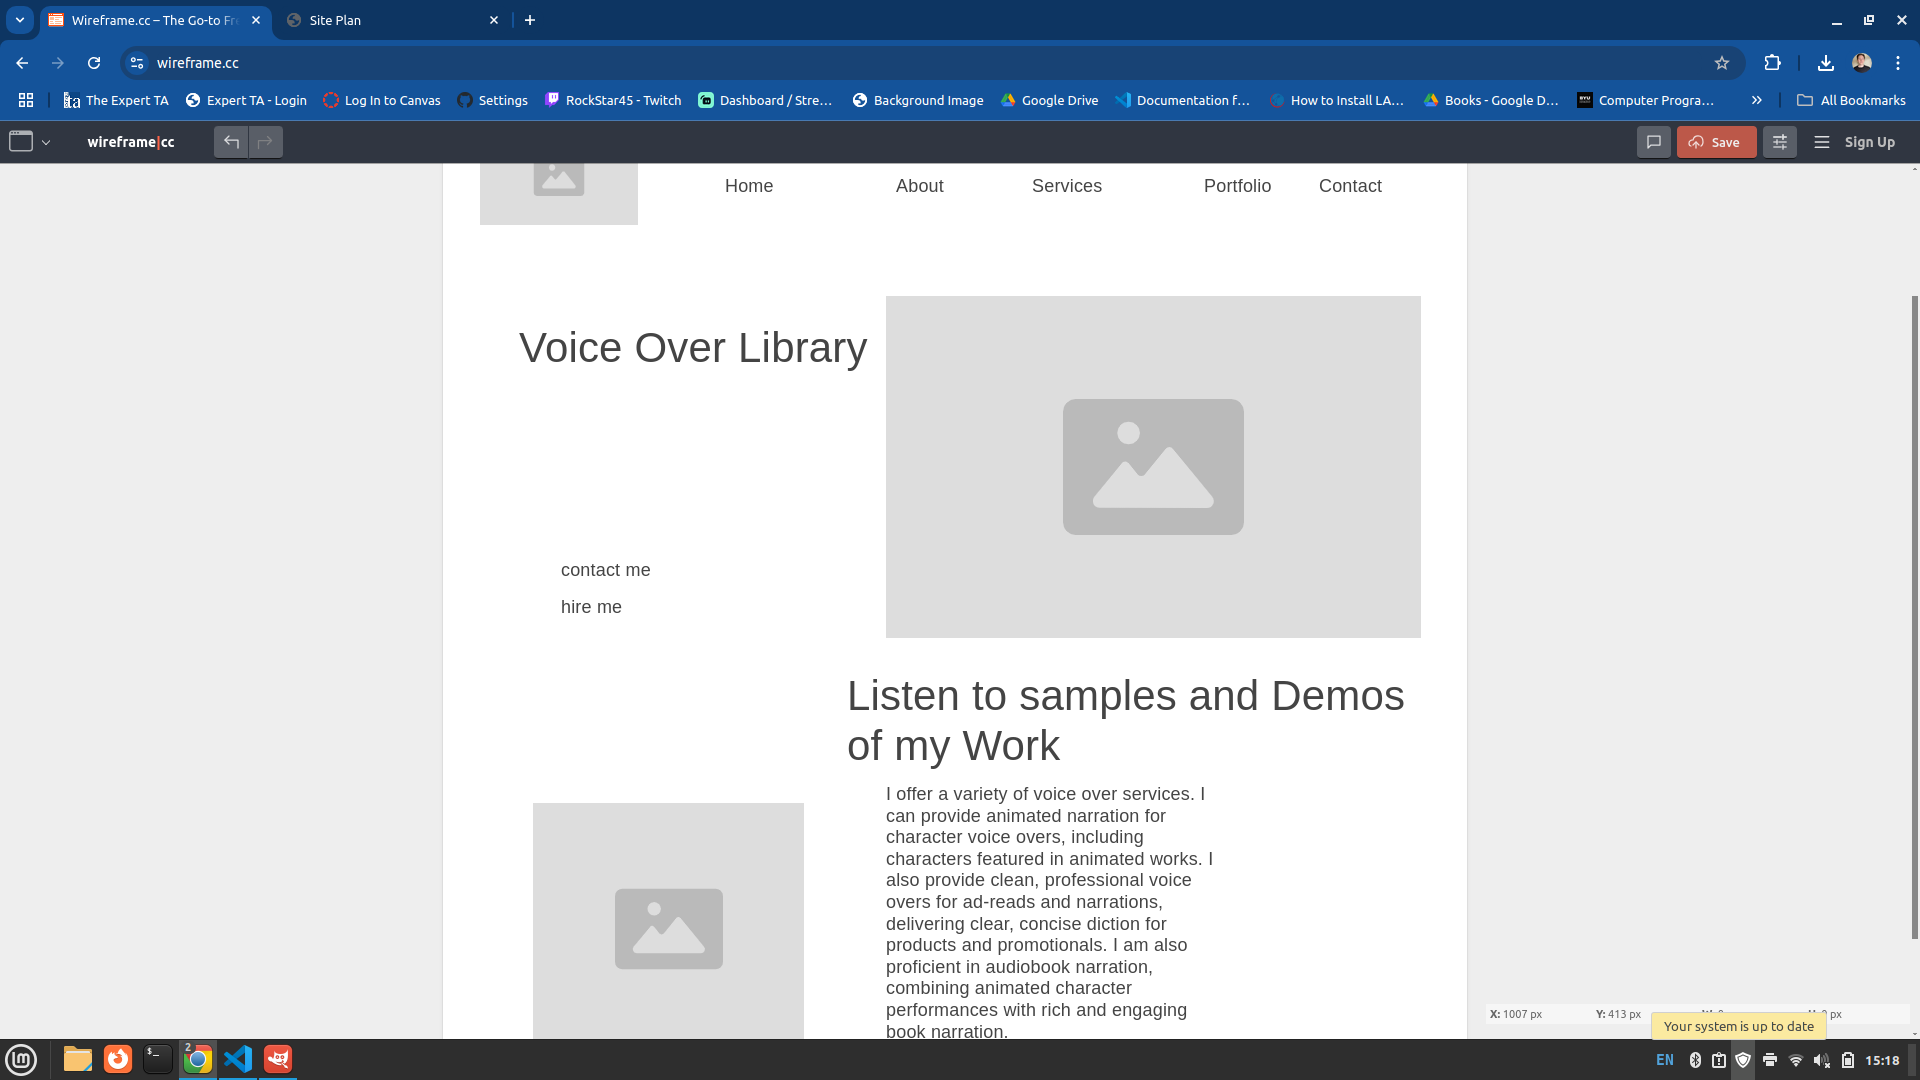 Wireframe.cc – The Go-to Fre
Site Plan
wireframe.cc
The Expert TA
Expert TA - Login
Log In to Canvas
Settings
RockStar45 - Twitch
Dashboard / Stre…
Background Image
Google Drive
Documentation f…
How to Install LA…
Books - Google D…
Computer Progra…
All Bookmarks
wireframe|cc
Save
Sign Up
Home
About
Services
Portfolio
Contact
Voice Over Library
contact me
hire me
Listen to samples and Demos
of my Work
I offer a variety of voice over services. I
can provide animated narration for
character voice overs, including
characters featured in animated works. I
also provide clean, professional voice
overs for ad-reads and narrations,
delivering clear, concise diction for
products and promotionals. I am also
proficient in audiobook narration,
combining animated character
performances with rich and engaging
book narration.
X: 1007 px
Y: 413 px
px
Your system is up to date
2
EN
15:18